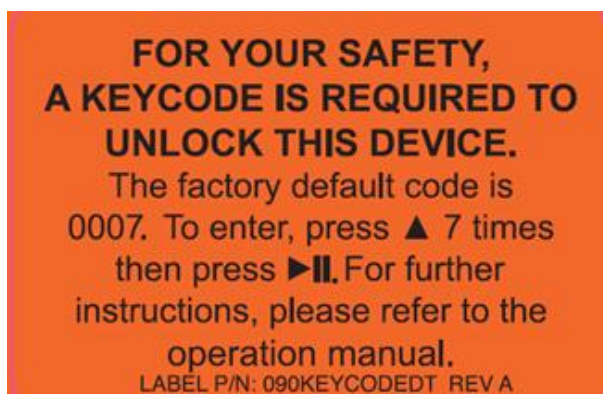 FOR YOUR SAFETY,
A KEYCODE IS REQUIRED TO
UNLOCK THIS DEVICE.
The factory default code is
0007. To enter, press ▲ 7 times
then press ►II. For further
instructions, please refer to the
operation manual.
LABEL P/N: 090KEYCODEDT REV A